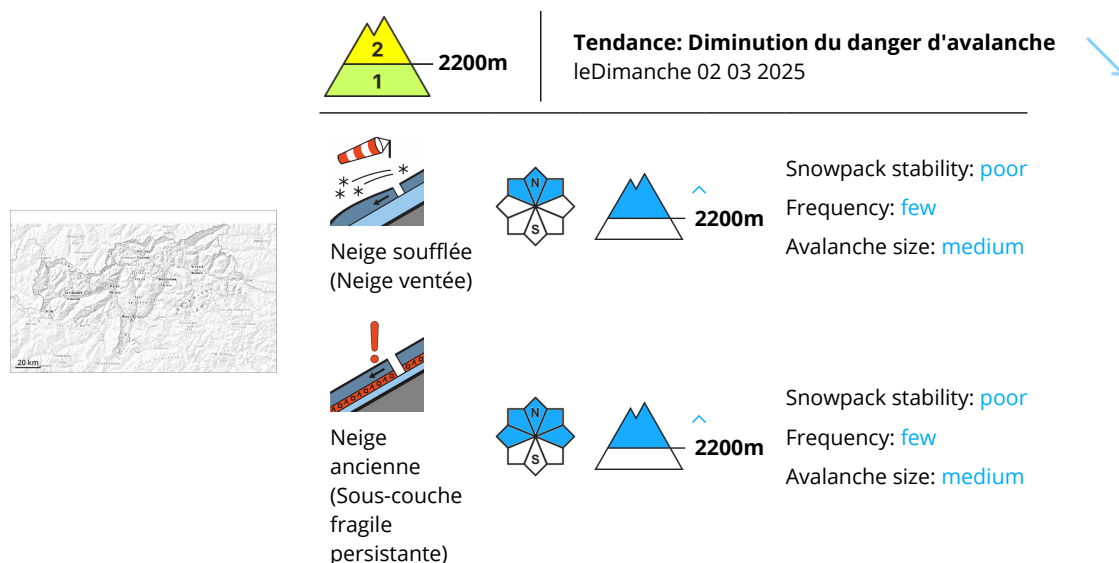 2
1
2200m
Tendance: Diminution du danger d'avalanche
leDimanche 02 03 2025
20 km
N
S
2200m
Neige soufflée
(Neige ventée)
Snowpack stability: poor
Frequency: few
Avalanche size: medium
N
S
2200m
Neige
ancienne
(Sous-couche
fragile
persistante)
Snowpack stability: poor
Frequency: few
Avalanche size: medium